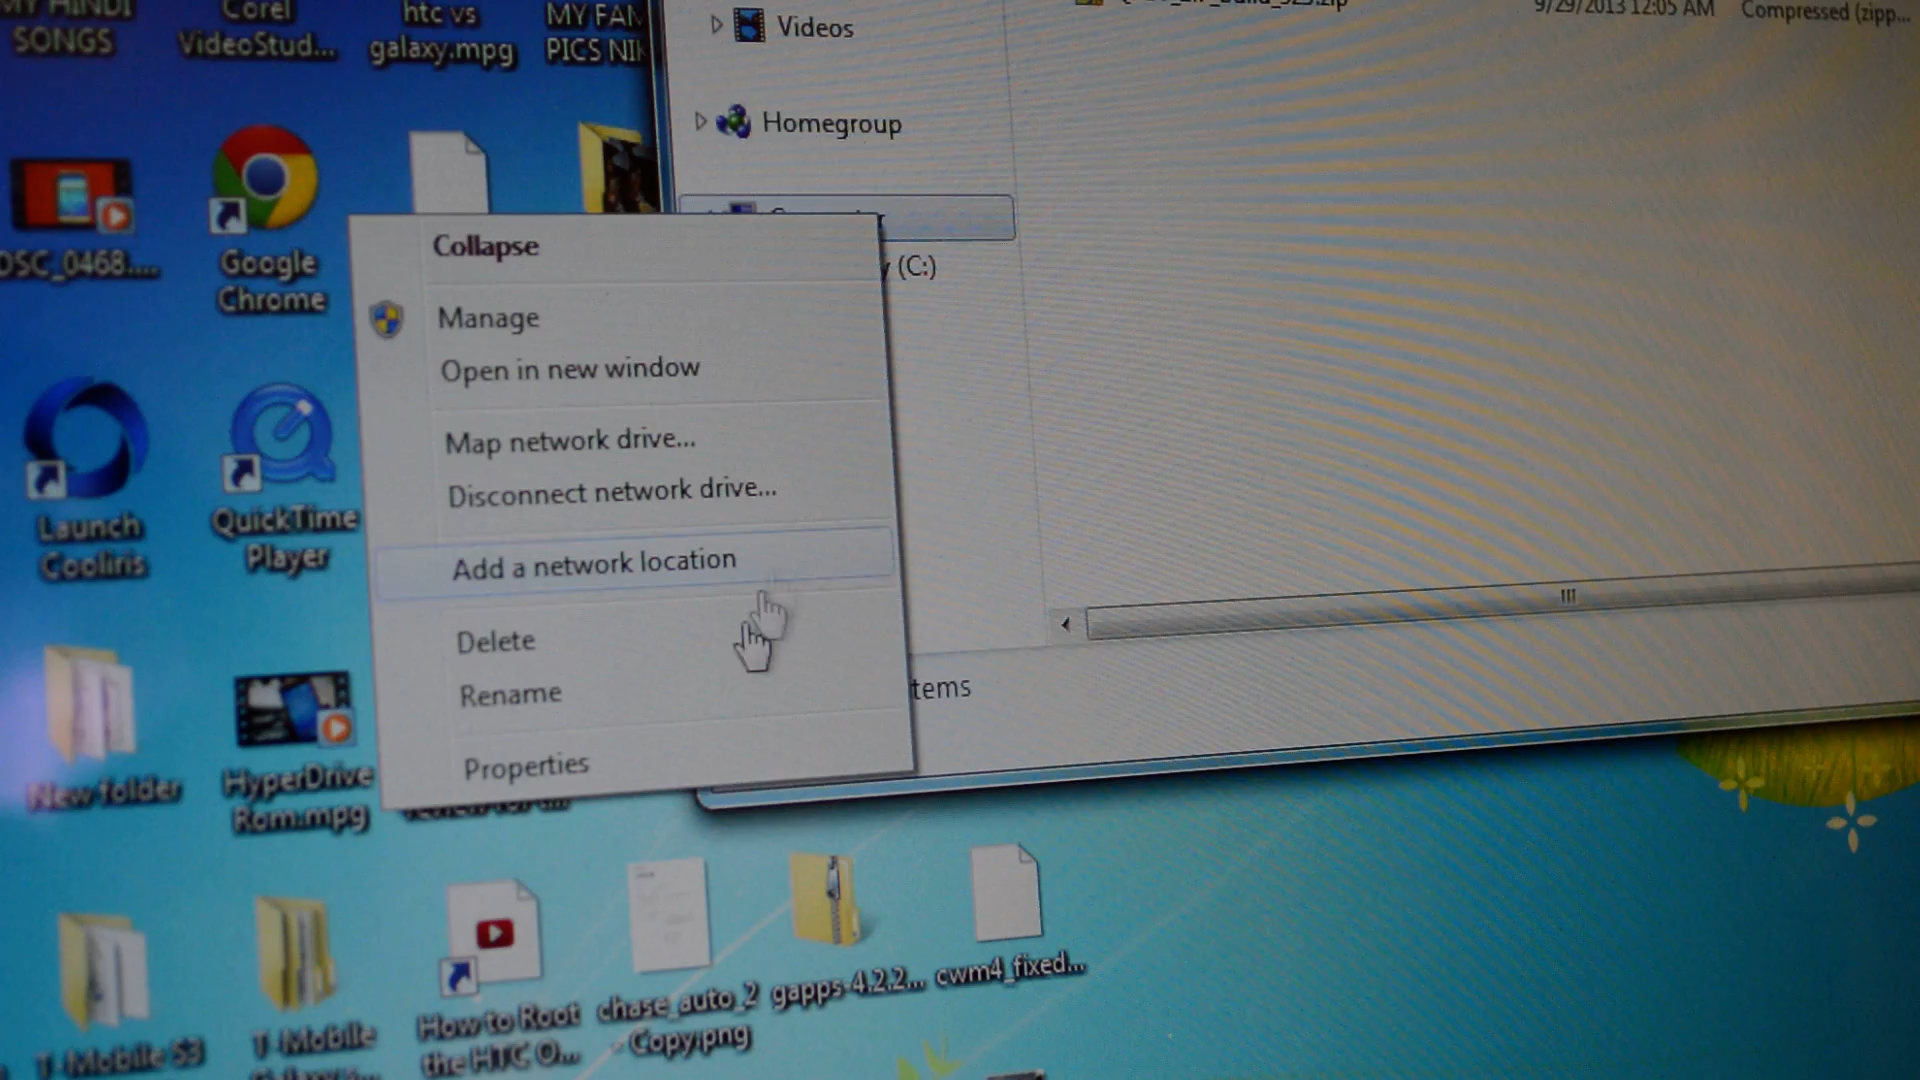 MY HINDI
SONGS
Corel
VideoStud...
htc vs
galaxy.mpg
MY FAM
PICS NIK
Videos
9/29/2013 12:05 AM
Compressed (zipp...
Homegroup
(C:)
DSC_0468....
Google
Chrome
Collapse
Manage
Open in new window
Map network drive...
Disconnect network drive...
Add a network location
Delete
Rename
Properties
Launch
Cooliris
QuickTime
Player
tems
New folder
HyperDrive
Rom.mpg
T-Mobile S3
T-Mobile
How to Root
the HTC O...
chase_auto_2
- Copy.png
gapps-4.2.2...
cwm4_fixed...